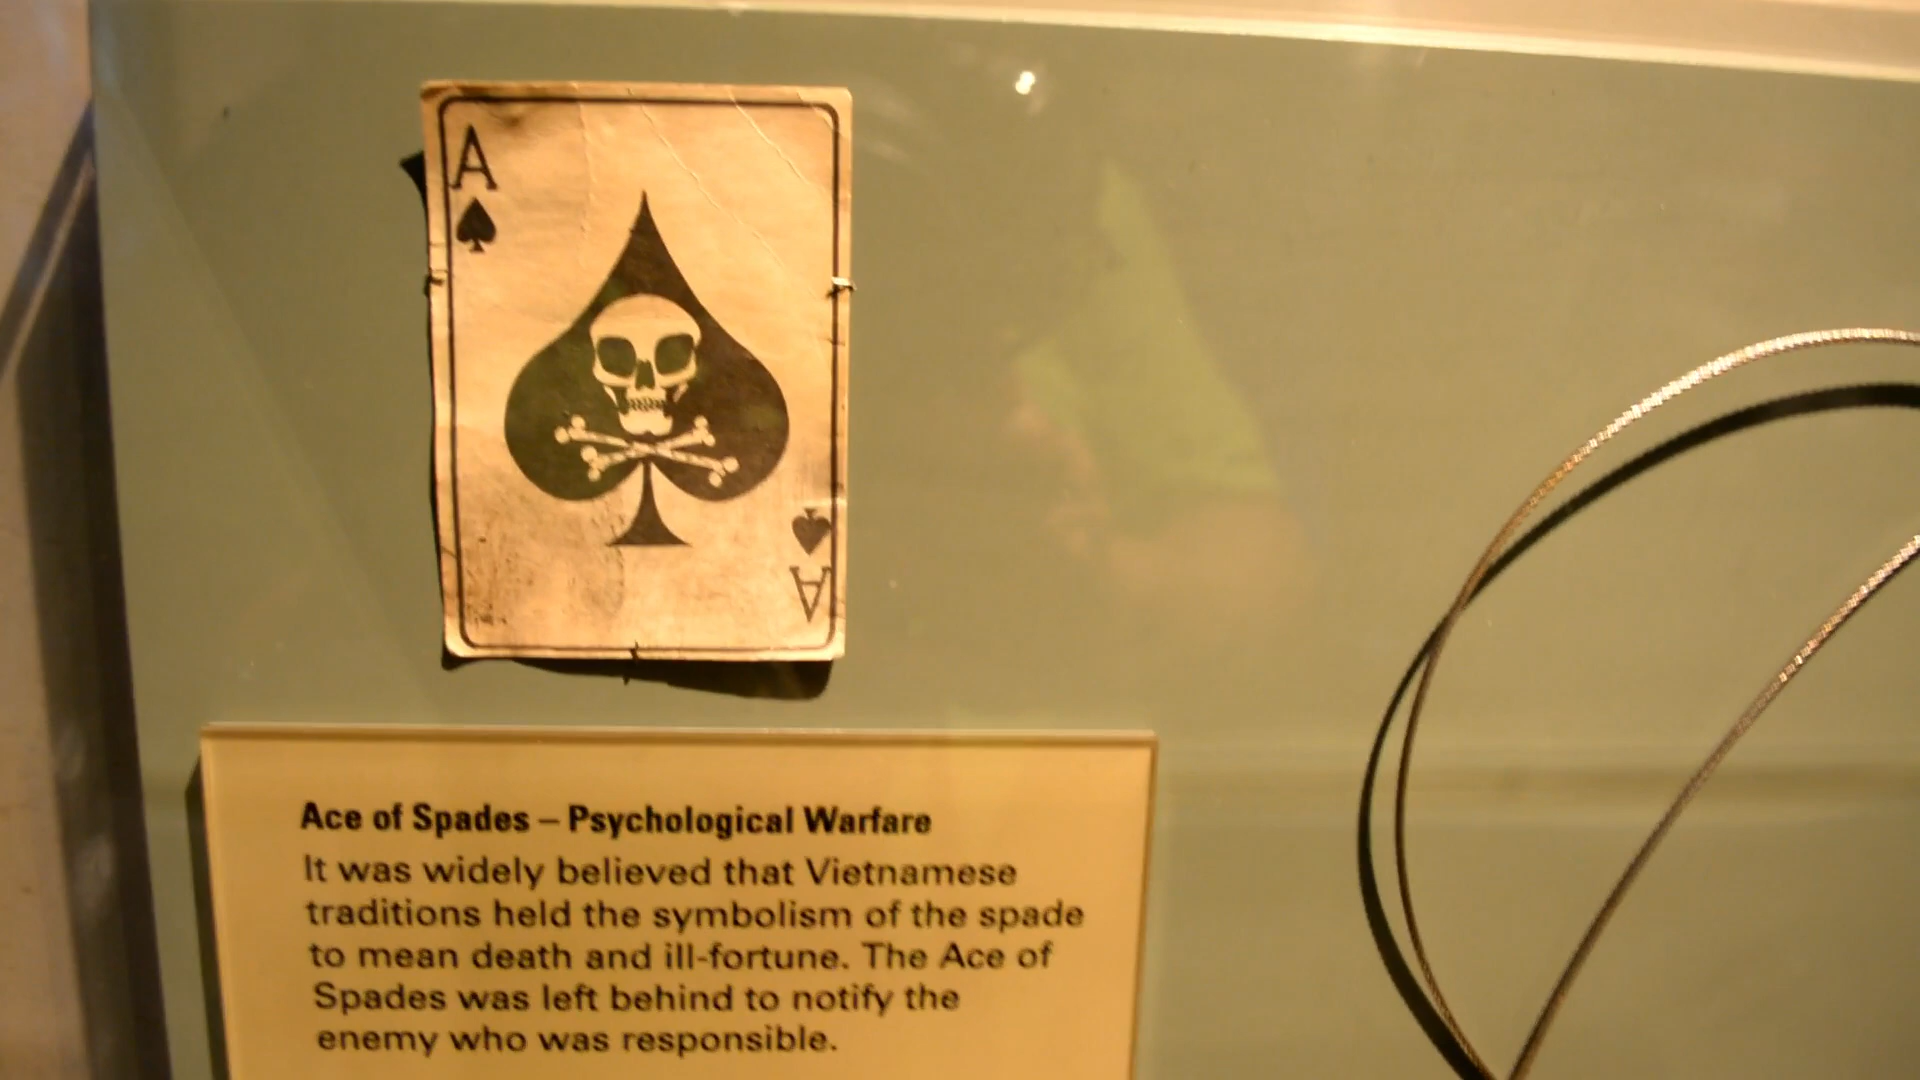 A
A
Ace of Spades – Psychological Warfare
It was widely believed that Vietnamese
traditions held the symbolism of the spade
to mean death and ill-fortune. The Ace of
Spades was left behind to notify the
enemy who was responsible.